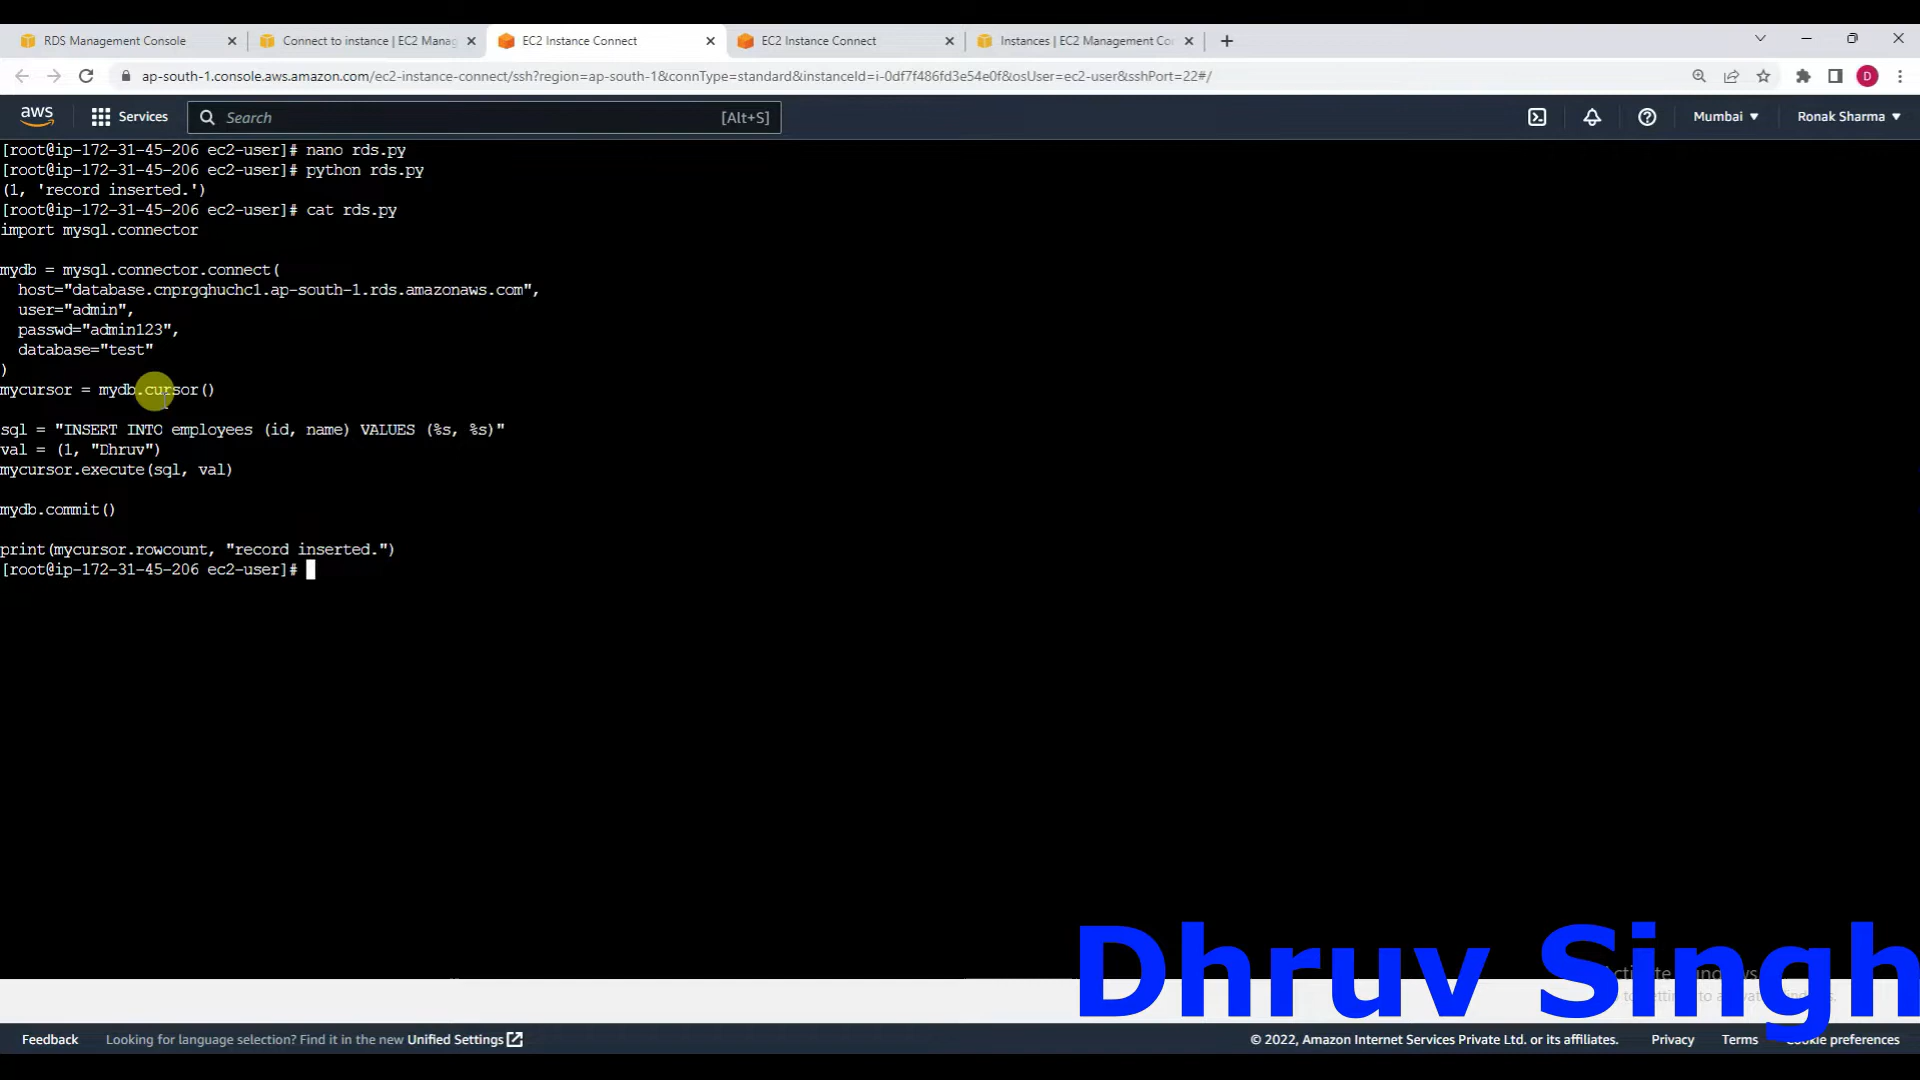 RDS Management Console
Connect to instance | EC2 Manag
EC2 Instance Connect
EC2 Instance Connect
Instances | EC2 Management Co
ap-south-1.console.aws.amazon.com/ec2-instance-connect/ssh?region=ap-south-1&connType=standard&instanceId=i-0df7f486fd3e54e0f&osUser=ec2-user&sshPort=22#/
D
aws
Services
Search
[Alt+S]
Mumbai
Ronak Sharma
[root@ip-172-31-45-206 ec2-user]# nano rds.py
[root@ip-172-31-45-206 ec2-user]# python rds.py
(1, 'record inserted.')
[root@ip-172-31-45-206 ec2-user]# cat rds.py
import mysql.connector
mydb = mysql.connector.connect(
host="database.cnprgqhuchc1.ap-south-1.rds.amazonaws.com",
user="admin",
passwd="admin123",
database="test"
)
mycursor = mydb.cursor()
sql = "INSERT INTO employees (id, name) VALUES (%s, %s)"
val = (1, "Dhruv")
mycursor.execute(sql, val)
mydb.commit()
print(mycursor.rowcount, "record inserted.")
[root@ip-172-31-45-206 ec2-user]#
Dhruv Singh
Feedback
Looking for language selection? Find it in the new Unified Settings
© 2022, Amazon Internet Services Private Ltd. or its affiliates.
Privacy
Terms
Cookie preferences